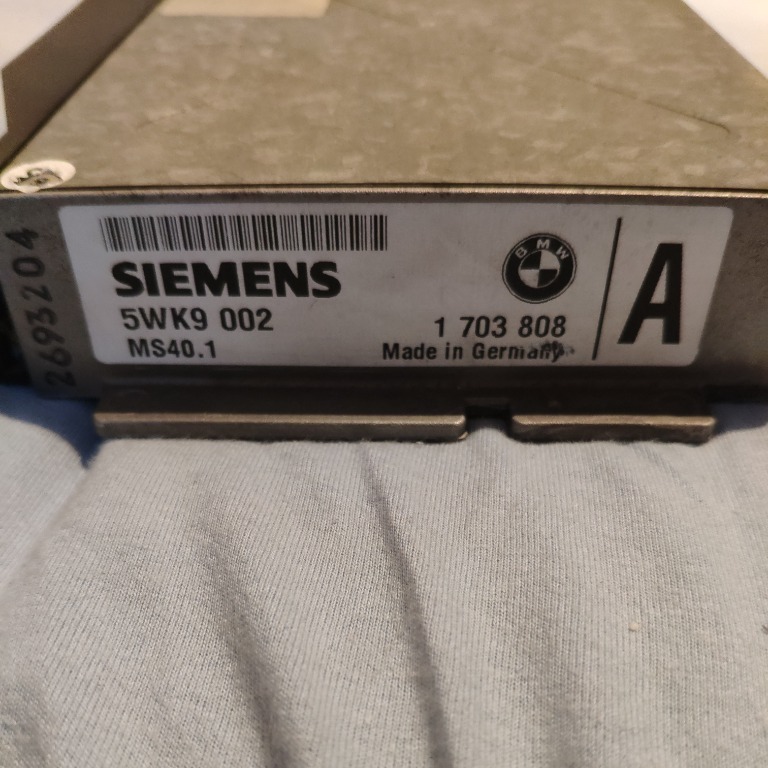 2693204
SIEMENS
5WK9 002
MS40.1
BMW
1 703 808
Made in Germany
A